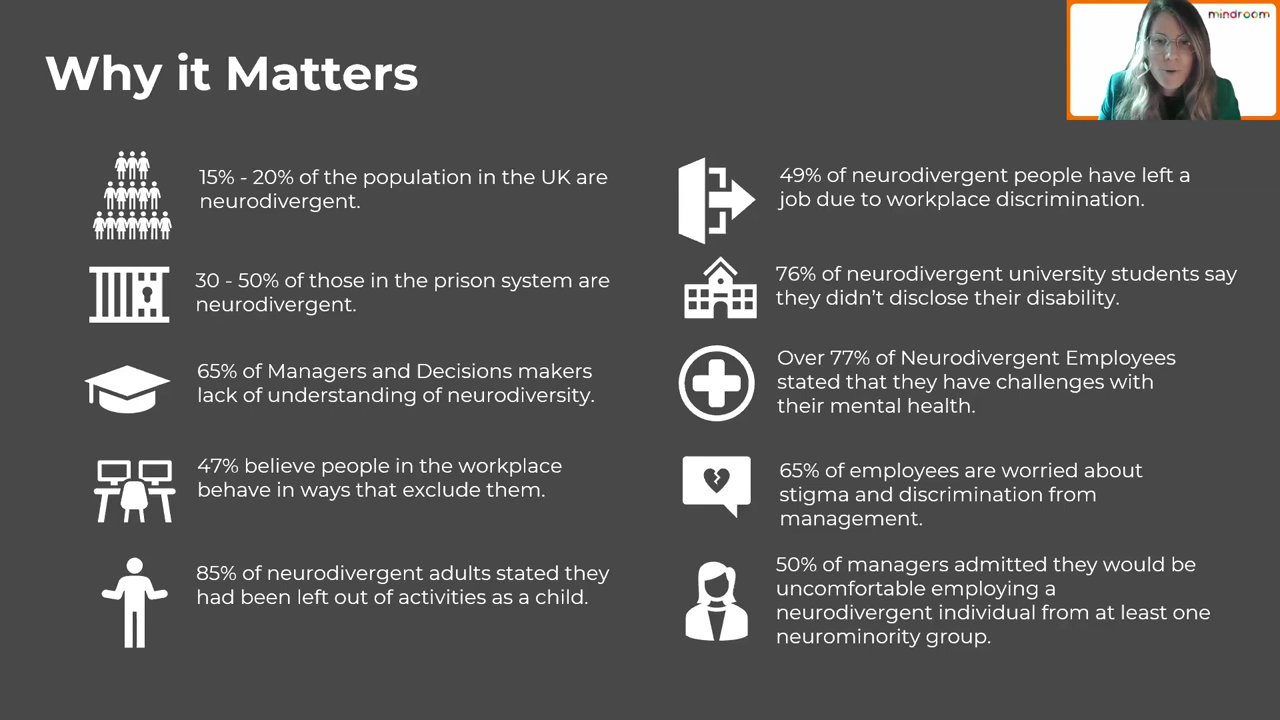 Why it Matters
mindroom
15% - 20% of the population in the UK are
neurodivergent.
30 - 50% of those in the prison system are
neurodivergent.
65% of Managers and Decisions makers
lack of understanding of neurodiversity.
47% believe people in the workplace
behave in ways that exclude them.
85% of neurodivergent adults stated they
had been left out of activities as a child.
49% of neurodivergent people have left a
job due to workplace discrimination.
76% of neurodivergent university students say
they didn't disclose their disability.
Over 77% of Neurodivergent Employees
stated that they have challenges with
their mental health.
65% of employees are worried about
stigma and discrimination from
management.
50% of managers admitted they would be
uncomfortable employing a
neurodivergent individual from at least one
neurominority group.